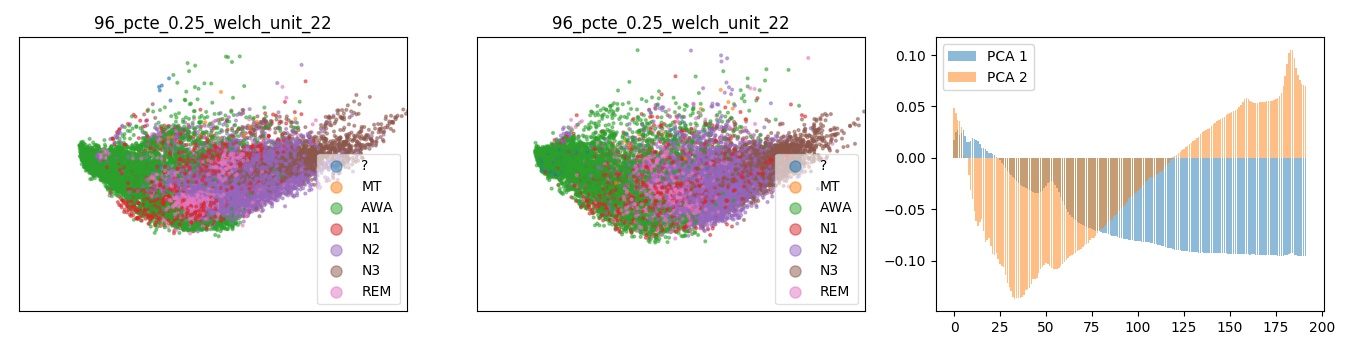 96_pcte_0.25_welch_unit_22
?
MT
AWA
N1
N2
N3
REM
96_pcte_0.25_welch_unit_22
?
MT
AWA
N1
N2
N3
REM
PCA 1
PCA 2
0.10
0.05
0.00
−0.05
−0.10
0 25 50 75 100 125 150 175 200